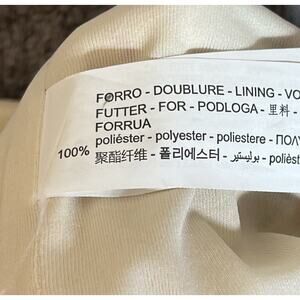 FORRO - DOUBLURE - LINING - VO
FUTTER - FOR - PODLOGA - 里料 -
FORRUA
100% poliéster - polyester - poliestere - ПОЛ
聚酯纤维 - 폴리에스터 - بوليستير - polièst